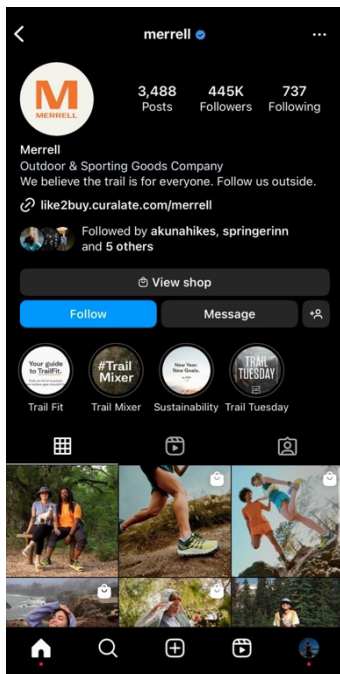 merrell
M
MERRELL
3,488
445K
737
Posts
Followers
Following
Merrell
Outdoor & Sporting Goods Company
We believe the trail is for everyone. Follow us outside.
like2buy.curalate.com/merrell
Followed by akunahikes, springerinn
and 5 others
View shop
Follow
Message
Your guide
to TrailFit.
#Trail
Mixer
New Year.
New Goals.
TRAIL
TUESDAY
Trail Fit
Trail Mixer
Sustainability
Trail Tuesday